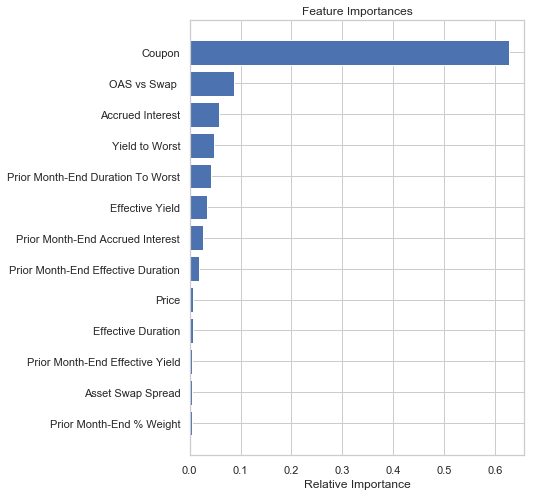 Feature Importances
Coupon
OAS vs Swap
Accrued Interest
Yield to Worst
Prior Month-End Duration To Worst
Effective Yield
Prior Month-End Accrued Interest
Prior Month-End Effective Duration
Price
Effective Duration
Prior Month-End Effective Yield
Asset Swap Spread
Prior Month-End % Weight
0.0 0.1 0.2 0.3 0.4 0.5 0.6
Relative Importance